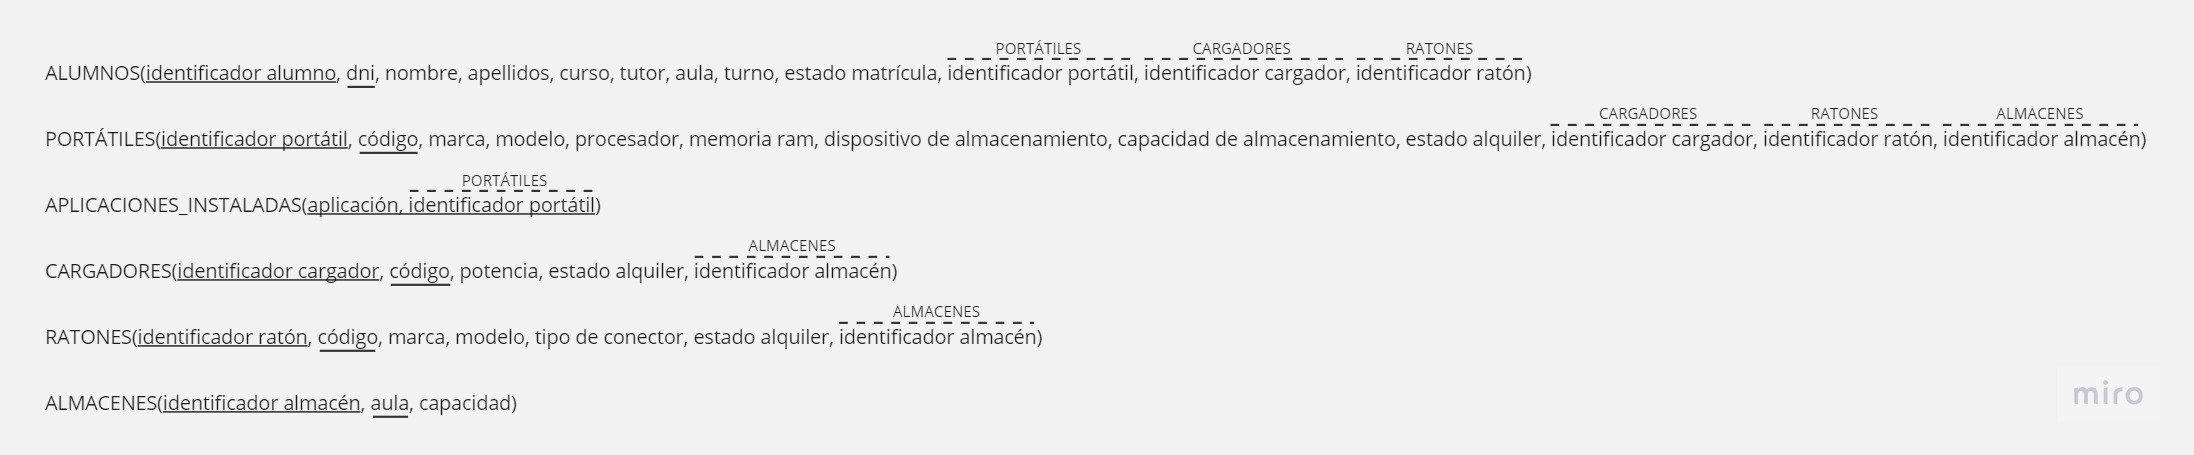 PORTÁTILES CARGADORES RATONES
ALUMNOS(identificador alumno, dni, nombre, apellidos, curso, tutor, aula, turno, estado matrícula, identificador portátil, identificador cargador, identificador ratón)
CARGADORES RATONES ALMACENES
PORTÁTILES(identificador portátil, código, marca, modelo, procesador, memoria ram, dispositivo de almacenamiento, capacidad de almacenamiento, estado alquiler, identificador cargador, identificador ratón, identificador almacén)
PORTÁTILES
APLICACIONES_INSTALADAS(aplicación, identificador portátil)
ALMACENES
CARGADORES(identificador cargador, código, potencia, estado alquiler, identificador almacén)
ALMACENES
RATONES(identificador ratón, código, marca, modelo, tipo de conector, estado alquiler, identificador almacén)
ALMACENES(identificador almacén, aula, capacidad)
miro